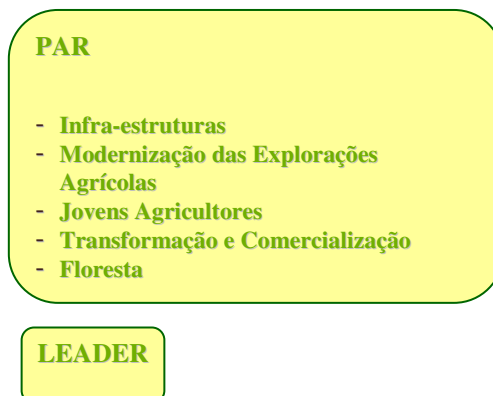 PAR
- Infra-estruturas
- Modernização das Explorações
Agrícolas
- Jovens Agricultores
- Transformação e Comercialização
- Floresta
LEADER